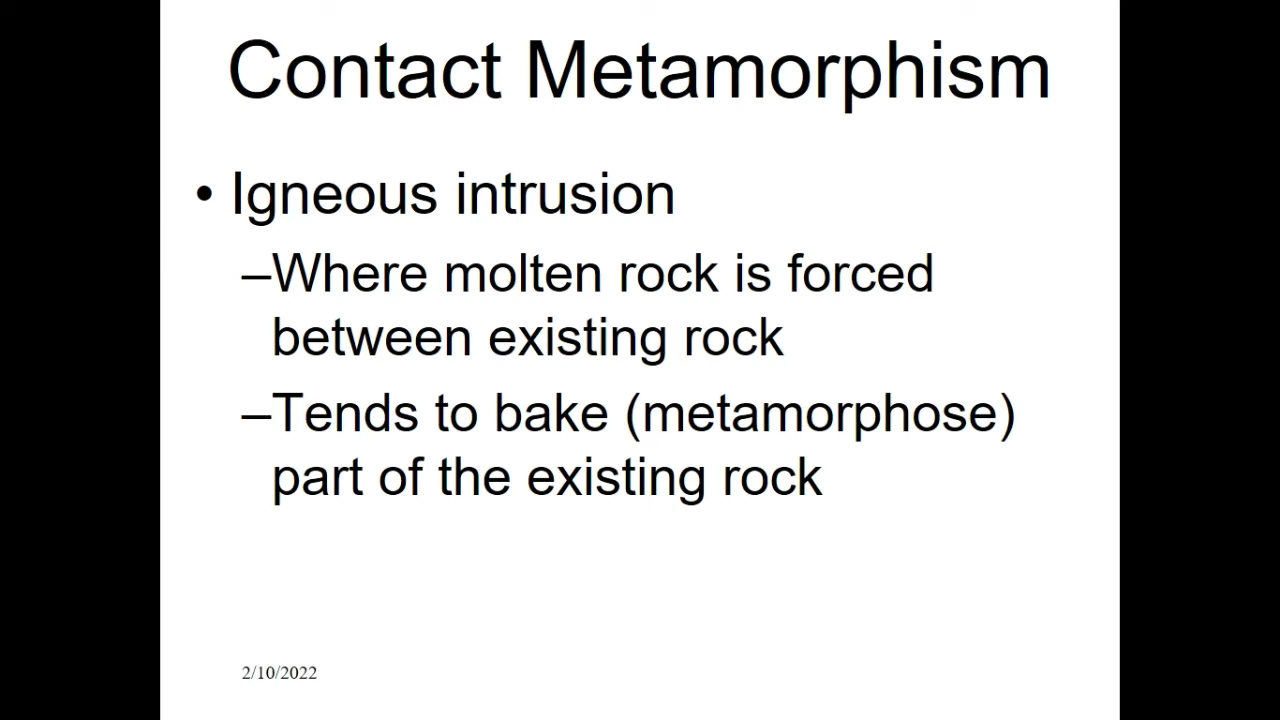 Contact Metamorphism
• Igneous intrusion
–Where molten rock is forced
between existing rock
–Tends to bake (metamorphose)
part of the existing rock
2/10/2022